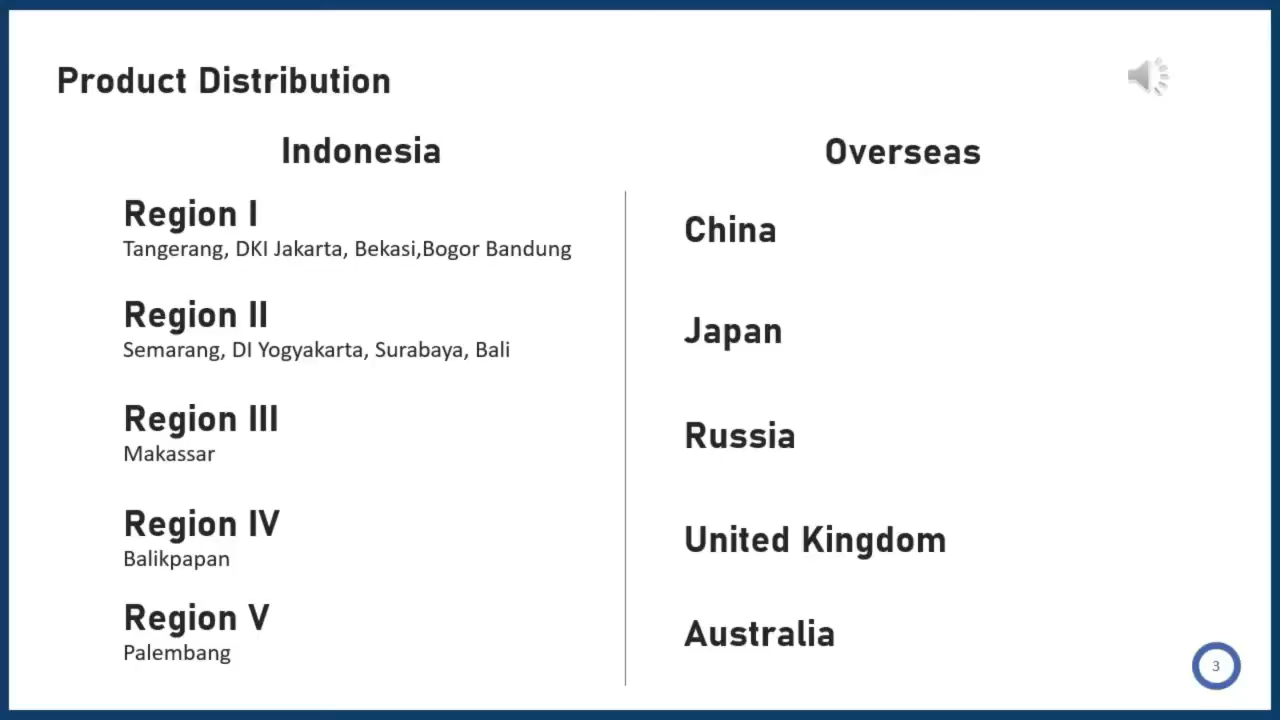 Product Distribution
Indonesia
Region I
Tangerang, DKI Jakarta, Bekasi,Bogor Bandung
Region II
Semarang, DI Yogyakarta, Surabaya, Bali
Region III
Makassar
Region IV
Balikpapan
Region V
Palembang
Overseas
China
Japan
Russia
United Kingdom
Australia
3